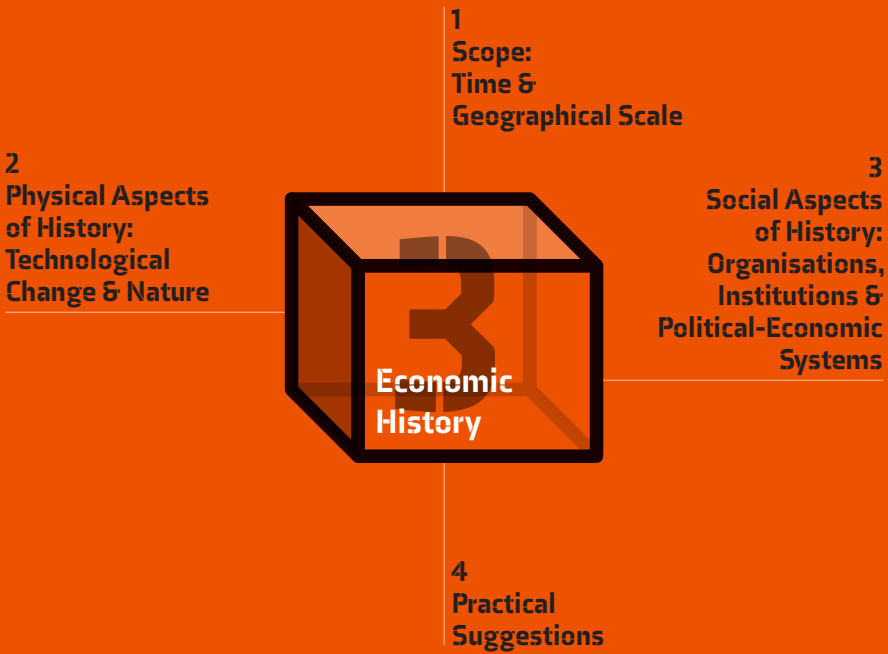 1
Scope:
Time &
Geographical Scale
2
Physical Aspects
of History:
Technological
Change & Nature
3
Social Aspects
of History:
Organisations,
Institutions &
Political-Economic
Systems
3
Economic
History
4
Practical
Suggestions